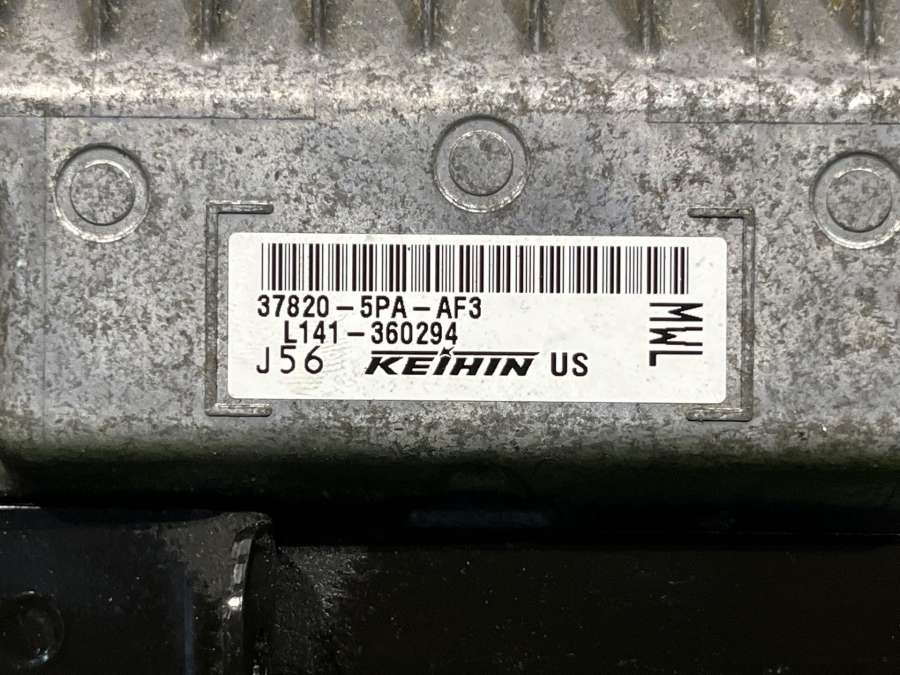 37820-5PA-AF3
L141-360294
J56 KEIHIN US
MWL